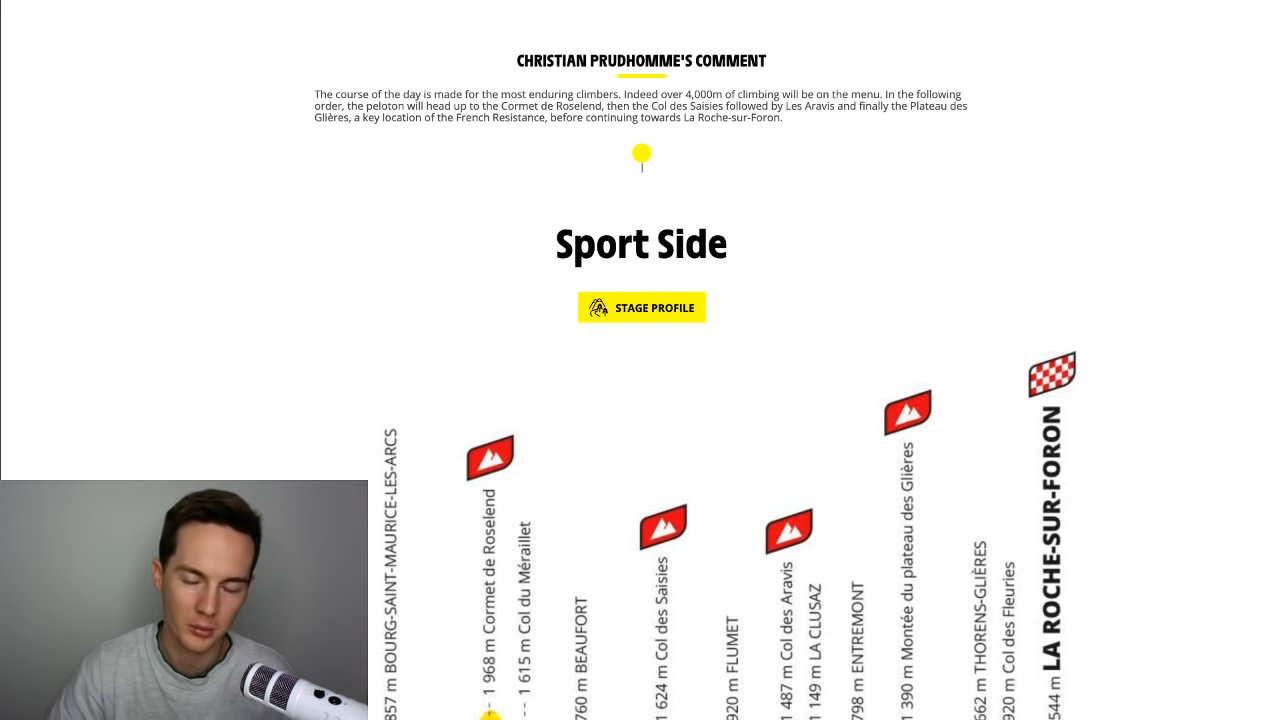 CHRISTIAN PRUDHOMME'S COMMENT
The course of the day is made for the most enduring climbers. Indeed over 4,000m of climbing will be on the menu. In the following
order, the peloton will head up to the Cormet de Roselend, then the Col des Saisies followed by Les Aravis and finally the Plateau des
Glières, a key location of the French Resistance, before continuing towards La Roche-sur-Foron.
Sport Side
STAGE PROFILE
857 m BOURG-SAINT-MAURICE-LES-ARCS
1 968 m Cormet de Roselend
1 615 m Col du Méraillet
760 m BEAUFORT
1 624 m Col des Saisies
920 m FLUMET
1 487 m Col des Aravis
1 149 m LA CLUSAZ
798 m ENTREMONT
1 390 m Montée du plateau des Glières
662 m THORENS-GLIÈRES
920 m Col des Fleuries
544 m LA ROCHE-SUR-FORON